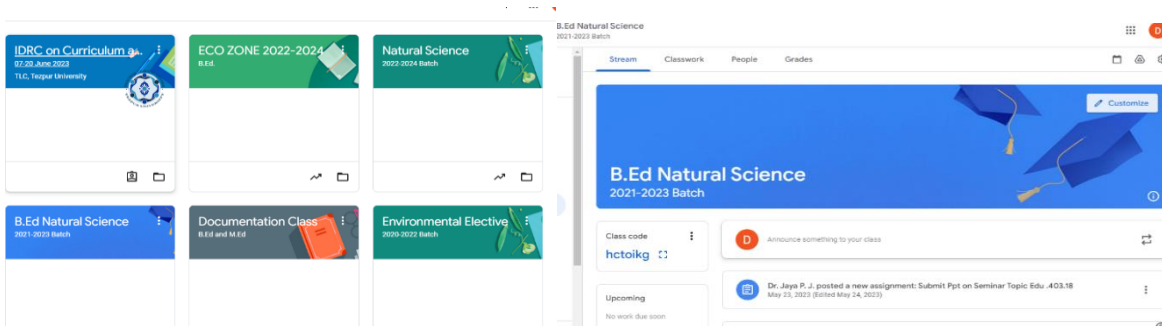 IDRC on Curriculum a..
07-20 June 2023
TLC, Tezpur University
ECO ZONE 2022-2024
B.Ed.
Natural Science
2022-2024 Batch
B.Ed Natural Science
2021-2023 Batch
Documentation Class
B.Ed and M.Ed
Environmental Elective
2020-2022 Batch
B.Ed Natural Science
2021-2023 Batch
D
Stream Classwork People Grades
Customize
B.Ed Natural Science
2021-2023 Batch
Class code
hctoikg
D Announce something to your class
Dr. Jaya P. J. posted a new assignment: Submit Ppt on Seminar Topic Edu .403.18
May 23, 2023 (Edited May 24, 2023)
Upcoming
No work due soon